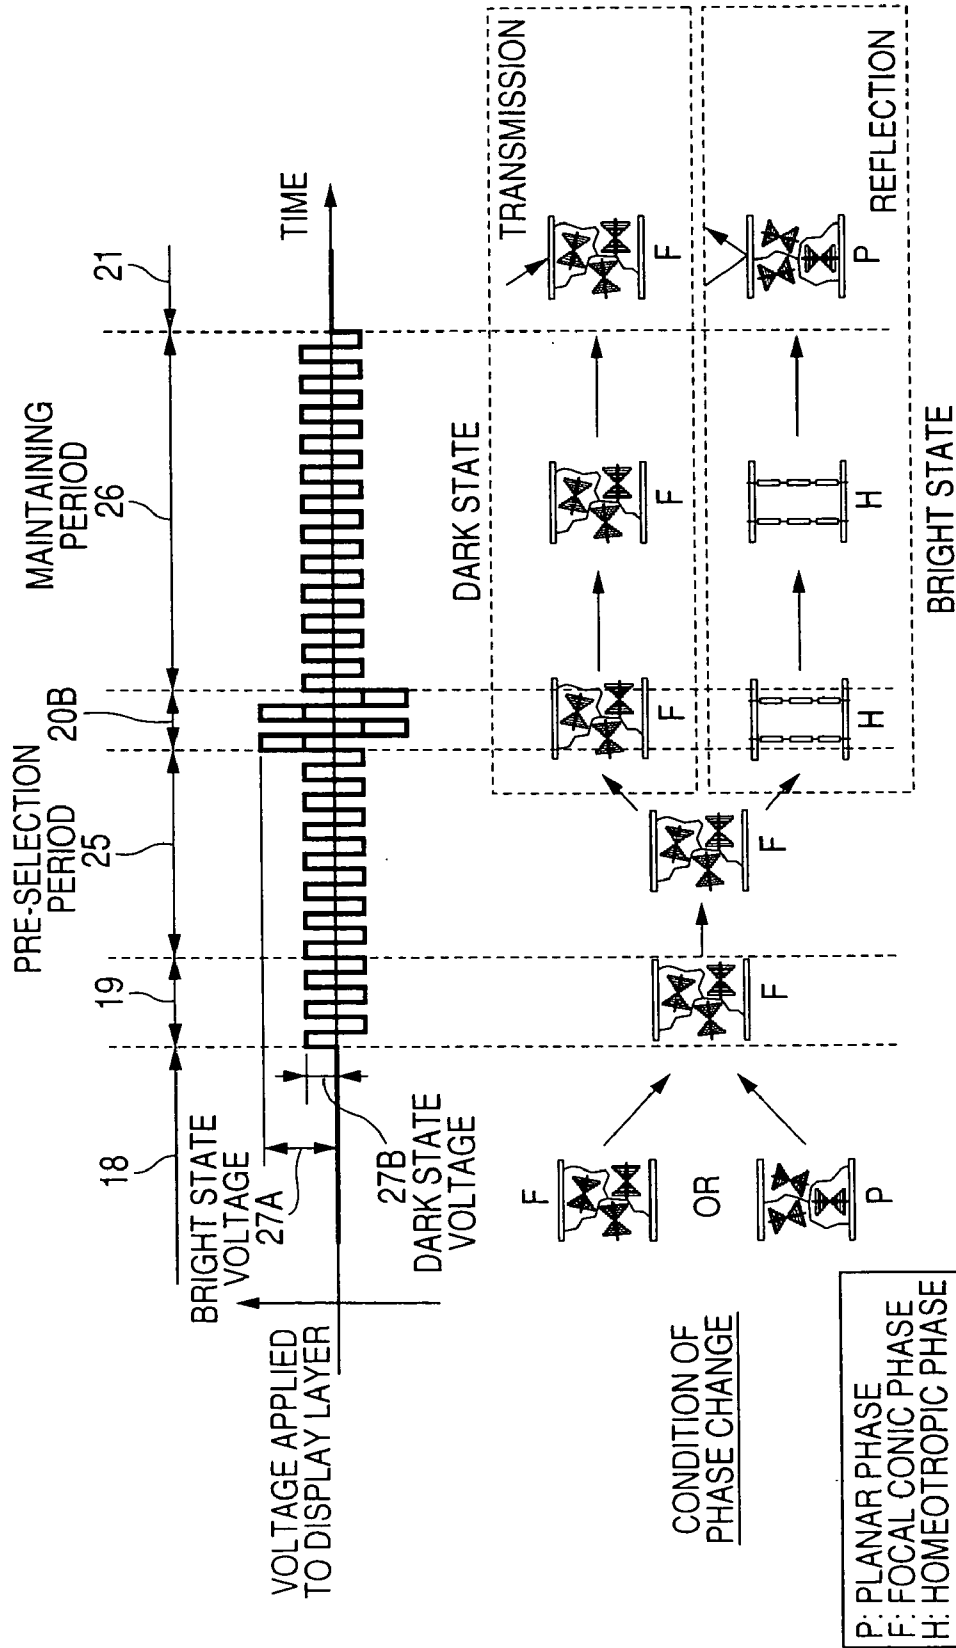 18
19
PRE-SELECTION
PERIOD
25
20B
MAINTAINING
PERIOD
26
21
BRIGHT STATE
VOLTAGE
27A
VOLTAGE APPLIED
TO DISPLAY LAYER
TIME
27B
DARK STATE
VOLTAGE
DARK STATE
TRANSMISSION
F
F
F
F
OR
P
F
F
CONDITION OF
PHASE CHANGE
H
H
P
REFLECTION
BRIGHT STATE
P: PLANAR PHASE
F: FOCAL CONIC PHASE
H: HOMEOTROPIC PHASE